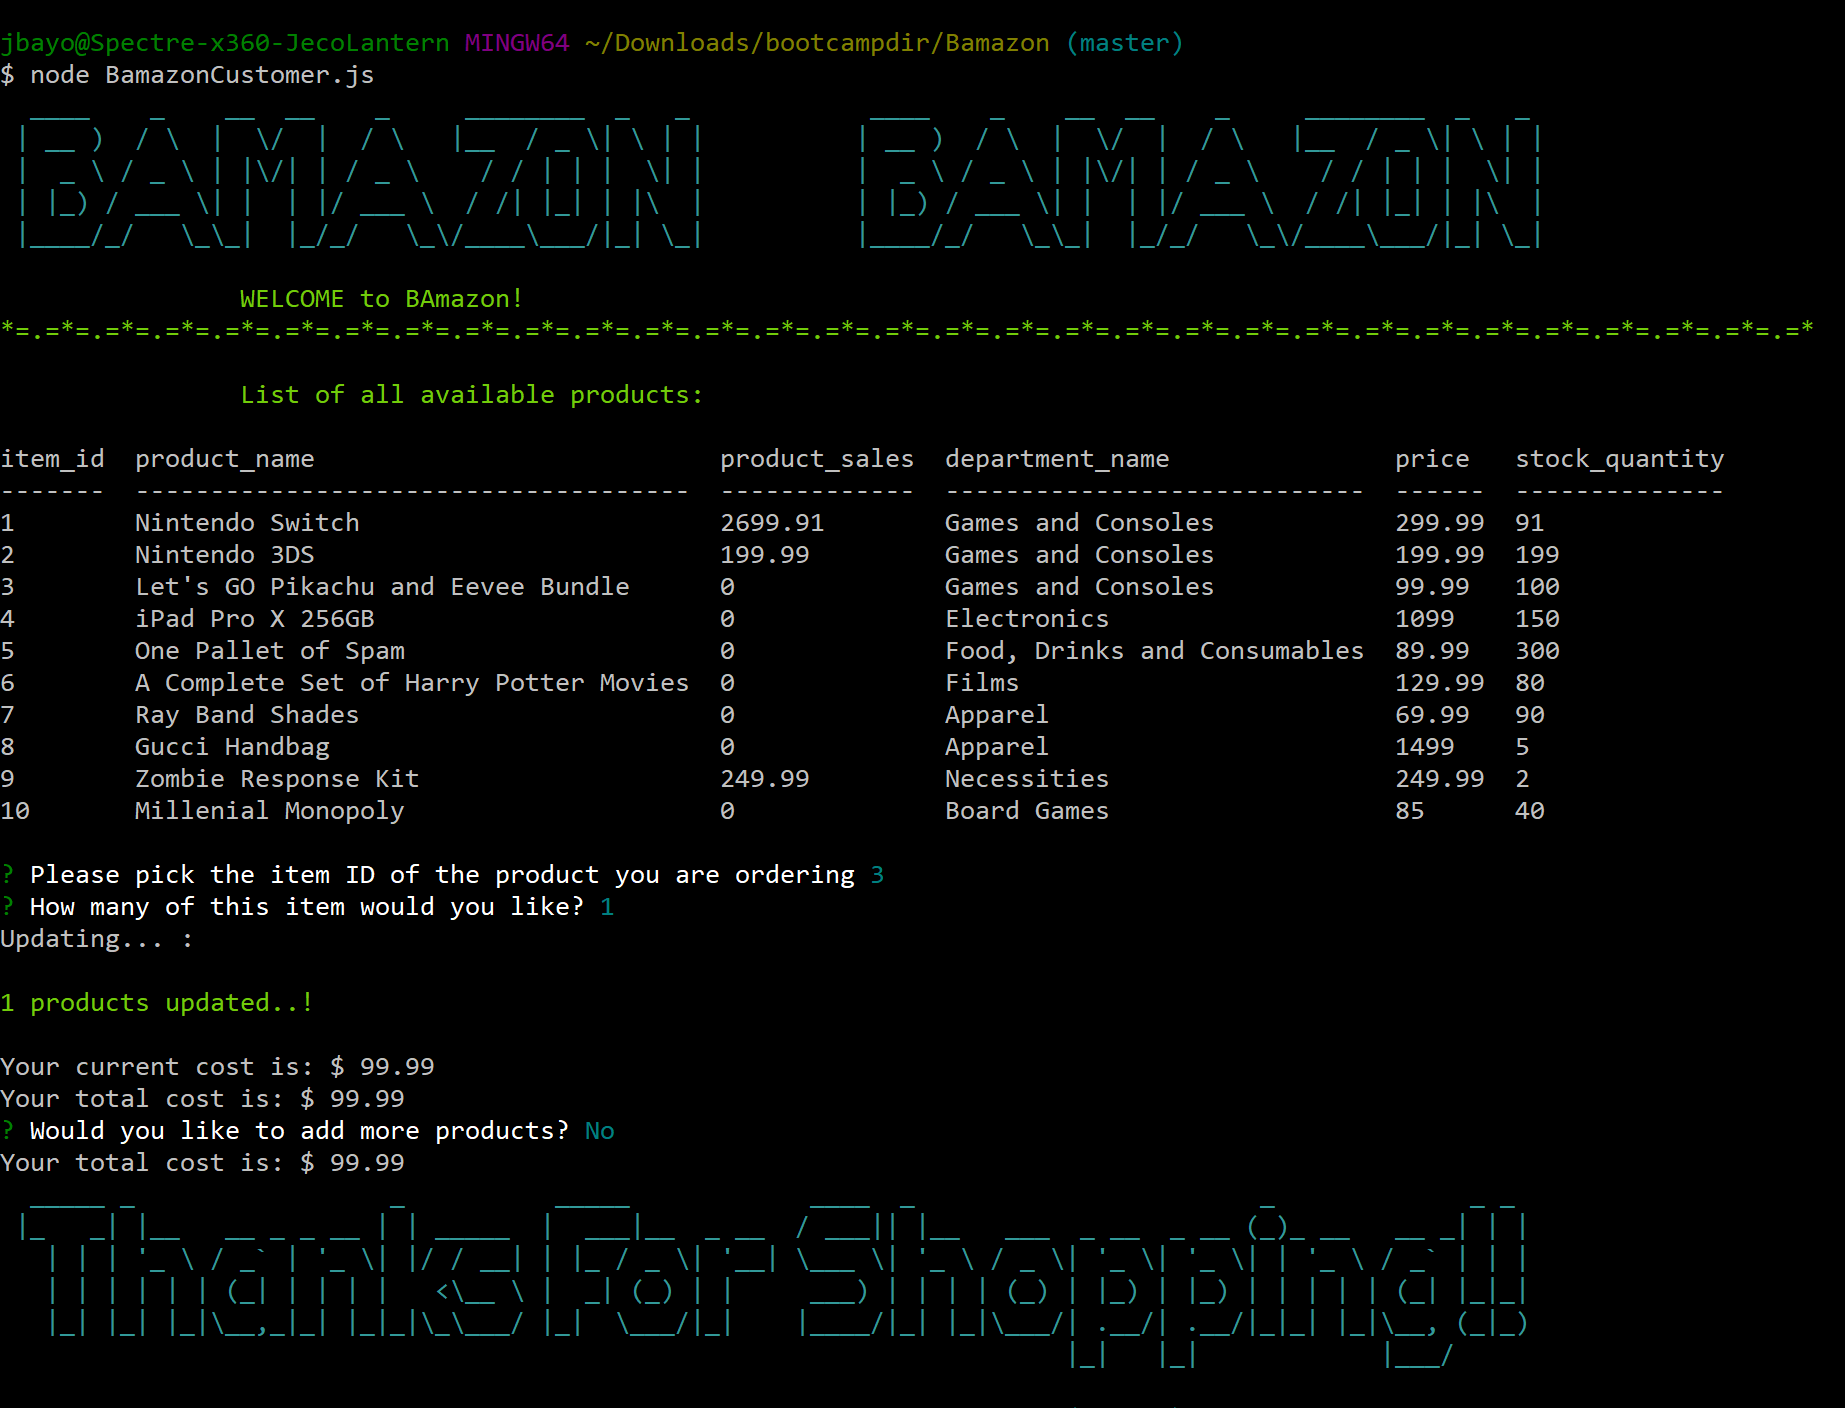 jbayo@Spectre-x360-JecoLantern MINGW64 ~/Downloads/bootcampdir/Bamazon (master)
$ node BamazonCustomer.js
BAMAZON BAMAZON
WELCOME to BAmazon!
*=.=*=.=*=.=*=.=*=.=*=.=*=.=*=.=*=.=*=.=*=.=*=.=*=.=*=.=*=.=*=.=*=.=*=.=*=.=*=.=*=.=*=.=*=.=*=.=*=.=*=.=*=.=*=.=*=.=*=.=*
List of all available products:
item_id product_name product_sales department_name price stock_quantity
------- ------------------------------------- ------------- ---------------------------- ------ --------------
1 Nintendo Switch 2699.91 Games and Consoles 299.99 91
2 Nintendo 3DS 199.99 Games and Consoles 199.99 199
3 Let's GO Pikachu and Eevee Bundle 0 Games and Consoles 99.99 100
4 iPad Pro X 256GB 0 Electronics 1099 150
5 One Pallet of Spam 0 Food, Drinks and Consumables 89.99 300
6 A Complete Set of Harry Potter Movies 0 Films 129.99 80
7 Ray Band Shades 0 Apparel 69.99 90
8 Gucci Handbag 0 Apparel 1499 5
9 Zombie Response Kit 249.99 Necessities 249.99 2
10 Millenial Monopoly 0 Board Games 85 40
? Please pick the item ID of the product you are ordering 3
? How many of this item would you like? 1
Updating... :
1 products updated..!
Your current cost is: $ 99.99
Your total cost is: $ 99.99
? Would you like to add more products? No
Your total cost is: $ 99.99
Thanks For Shopping!!